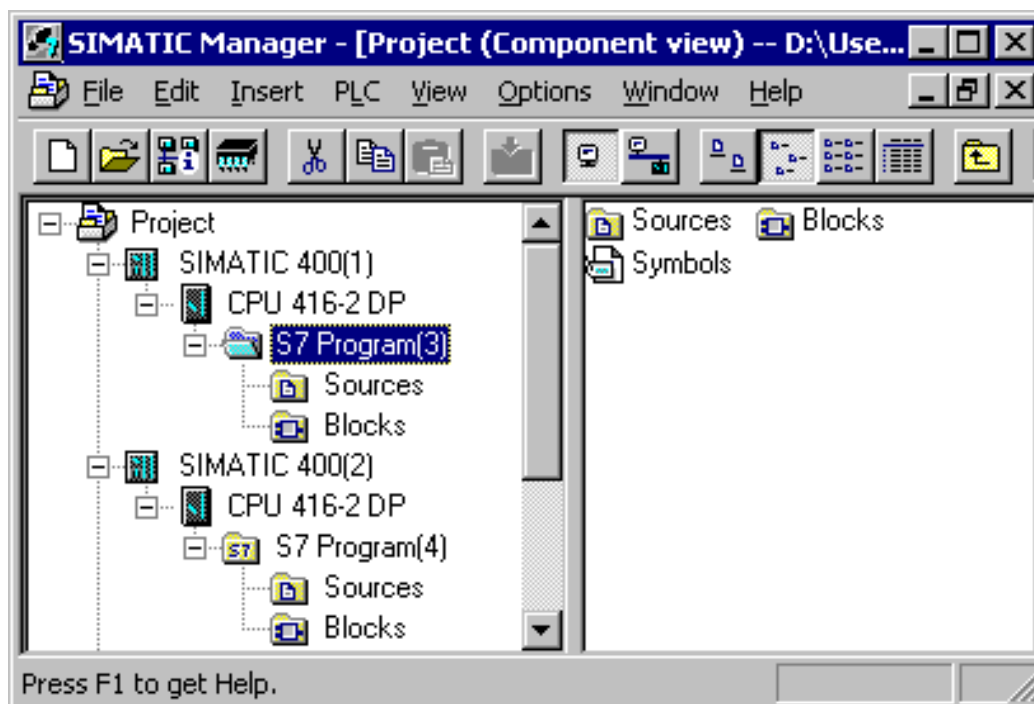 SIMATIC Manager - [Project (Component view) -- D:\Use...
File Edit Insert PLC View Options Window Help
Project
SIMATIC 400(1)
CPU 416-2 DP
S7 Program(3)
Sources
Blocks
SIMATIC 400(2)
CPU 416-2 DP
S7 S7 Program(4)
Sources
Blocks
Sources Blocks
Symbols
Press F1 to get Help.